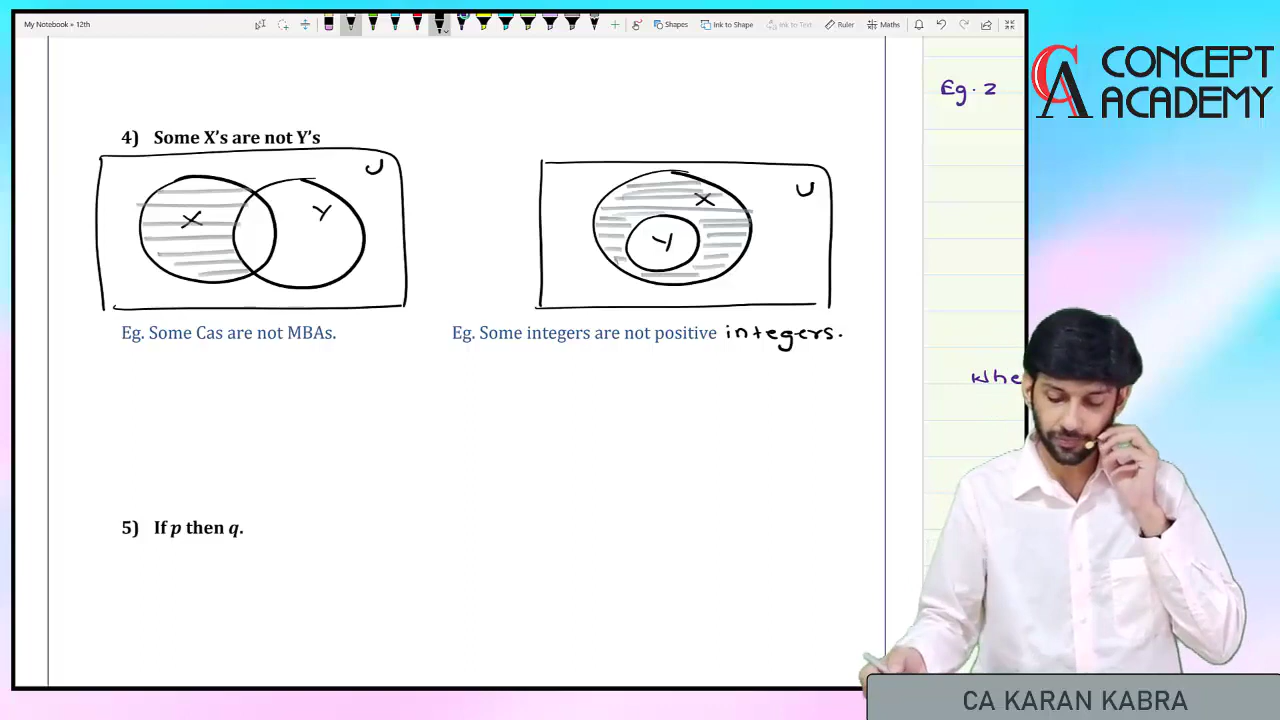 My Notebook » 12th
Shapes
Ink to Shape
Ink to Text
Ruler
Maths
CONCEPT
ACADEMY
Eg. 2
4) Some X's are not Y's
X
Y
U
X
Y
U
Eg. Some Cas are not MBAs.
Eg. Some integers are not positive integers.
Whe
5) If p then q.
CA KARAN KABRA